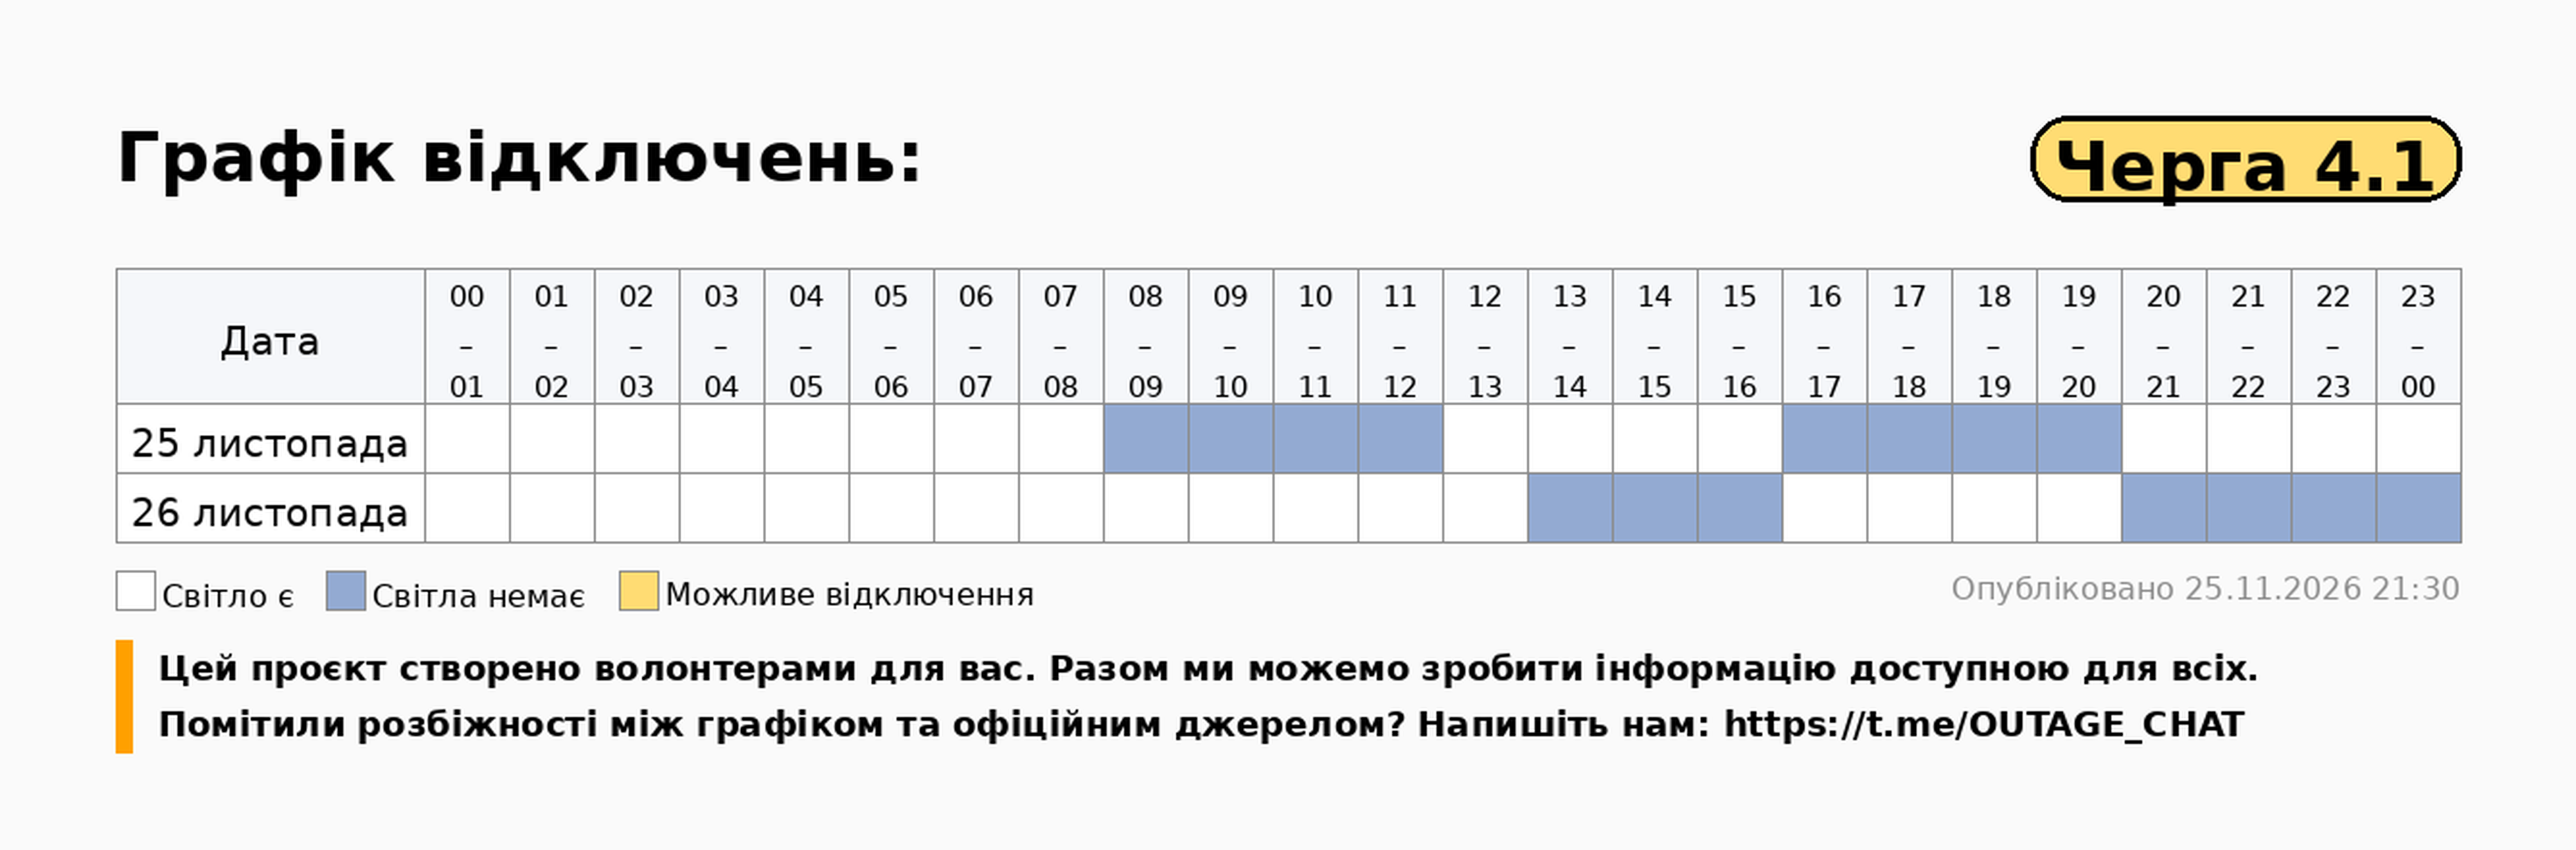 Графік відключень:
Черга 4.1
Дата 00 – 01 01 – 02 02 – 03 03 – 04 04 – 05 05 – 06 06 – 07 07 – 08 08 – 09 09 – 10 10 – 11 11 – 12 12 – 13 13 – 14 14 – 15 15 – 16 16 – 17 17 – 18 18 – 19 19 – 20 20 – 21 21 – 22 22 – 23 23 – 00
25 листопада
26 листопада
Світло є Світла немає Можливе відключення
Опубліковано 25.11.2026 21:30
Цей проєкт створено волонтерами для вас. Разом ми можемо зробити інформацію доступною для всіх.
Помітили розбіжності між графіком та офіційним джерелом? Напишіть нам: https://t.me/OUTAGE_CHAT